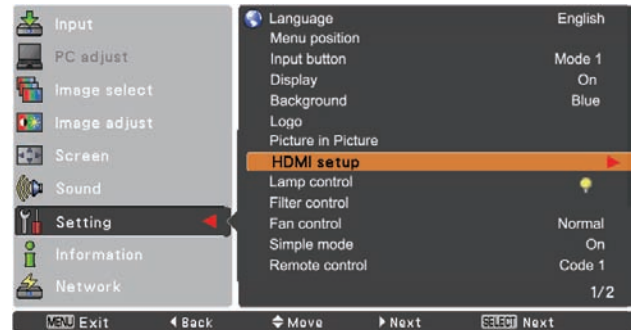 Input
PC adjust
Image select
Image adjust
Screen
Sound
Setting
Information
Network
Language English
Menu position
Input button Mode 1
Display On
Background Blue
Logo
Picture in Picture
HDMI setup
Lamp control
Filter control
Fan control Normal
Simple mode On
Remote control Code 1
1/2
MENU Exit Back Move Next SELECT Next